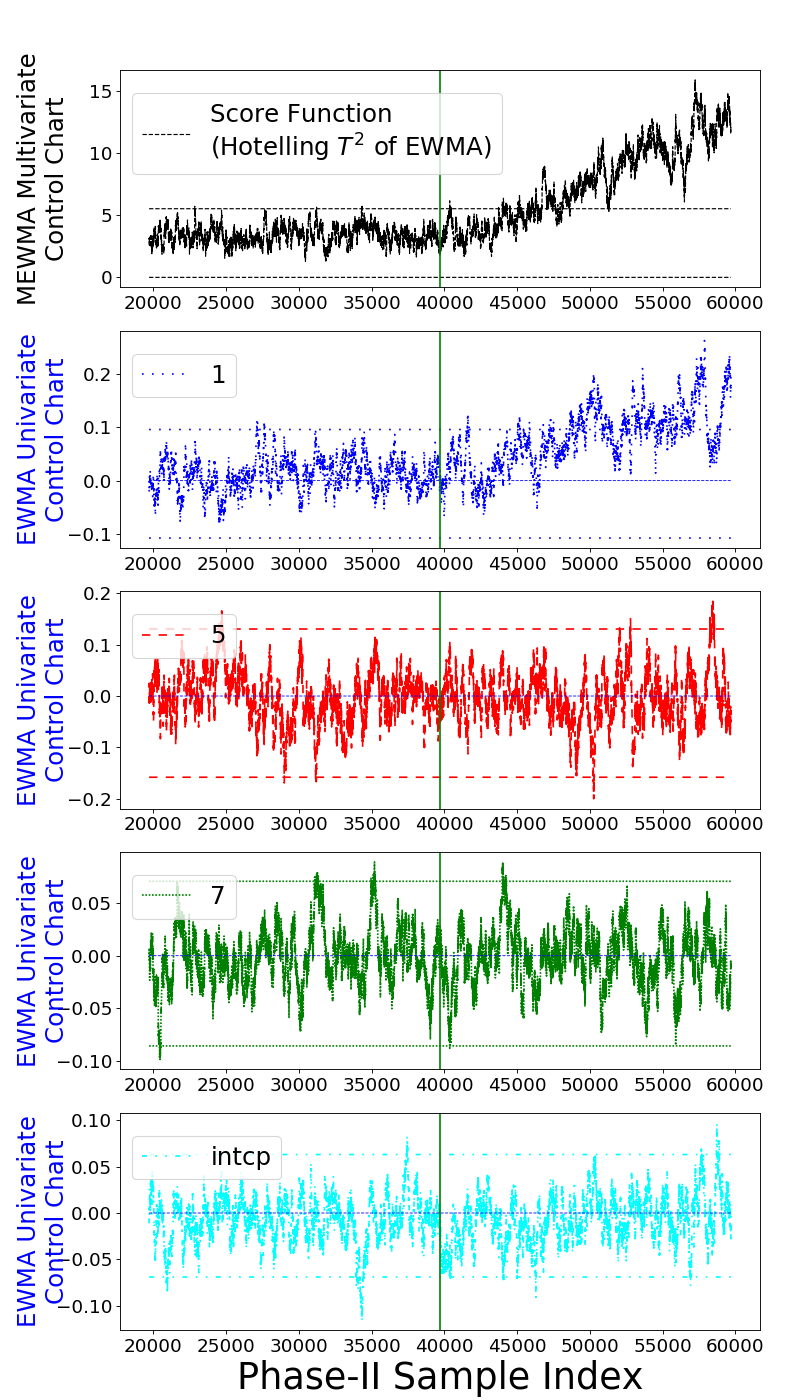 MEWMA Multivariate
Control Chart
15
10
5
0
Score Function
(Hotelling T² of EWMA)
20000 25000 30000 35000 40000 45000 50000 55000 60000
EWMA Univariate
Control Chart
0.2
0.1
0.0
−0.1
1
20000 25000 30000 35000 40000 45000 50000 55000 60000
EWMA Univariate
Control Chart
0.2
0.1
0.0
−0.1
−0.2
5
20000 25000 30000 35000 40000 45000 50000 55000 60000
EWMA Univariate
Control Chart
0.05
0.00
−0.05
−0.10
7
20000 25000 30000 35000 40000 45000 50000 55000 60000
EWMA Univariate
Control Chart
0.10
0.05
0.00
−0.05
−0.10
intcp
20000 25000 30000 35000 40000 45000 50000 55000 60000
Phase-II Sample Index